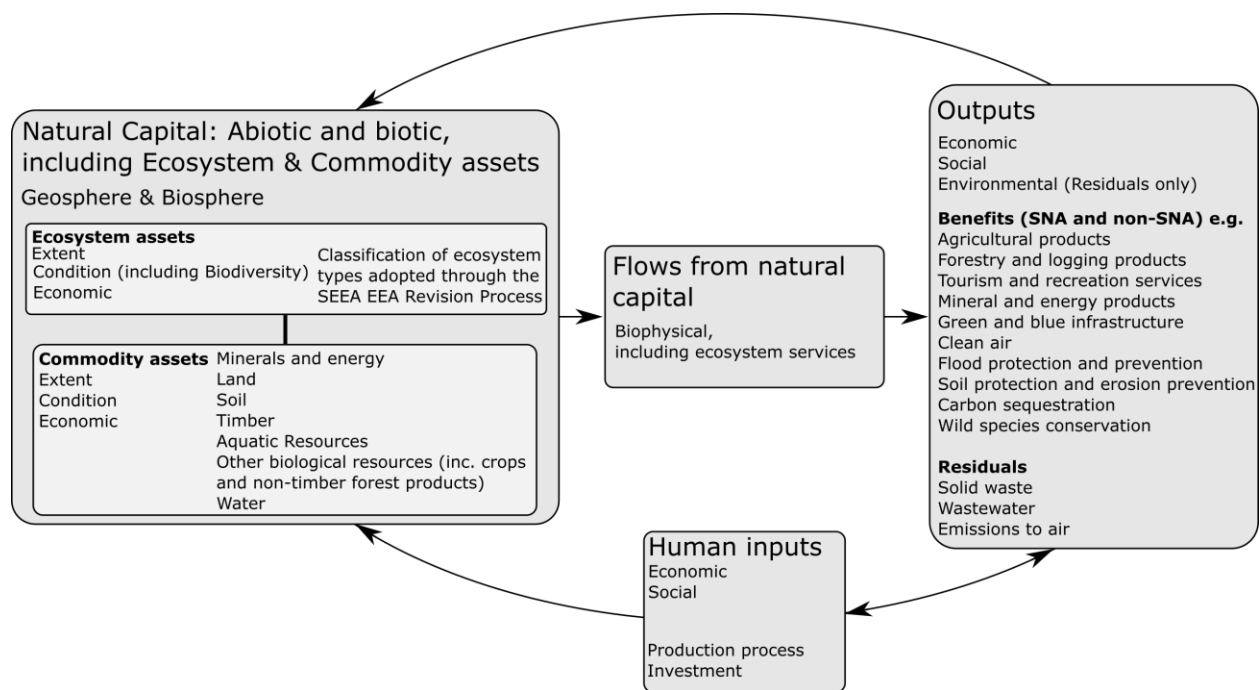 Natural Capital: Abiotic and biotic,
including Ecosystem & Commodity assets
Geosphere & Biosphere
Ecosystem assets
Extent
Condition (including Biodiversity)
Economic
Classification of ecosystem
types adopted through the
SEEA EEA Revision Process
Commodity assets
Extent
Condition
Economic
Minerals and energy
Land
Soil
Timber
Aquatic Resources
Other biological resources (inc. crops
and non-timber forest products)
Water
Flows from natural
capital
Biophysical,
including ecosystem services
Human inputs
Economic
Social
Production process
Investment
Outputs
Economic
Social
Environmental (Residuals only)
Benefits (SNA and non-SNA) e.g.
Agricultural products
Forestry and logging products
Tourism and recreation services
Mineral and energy products
Green and blue infrastructure
Clean air
Flood protection and prevention
Soil protection and erosion prevention
Carbon sequestration
Wild species conservation
Residuals
Solid waste
Wastewater
Emissions to air